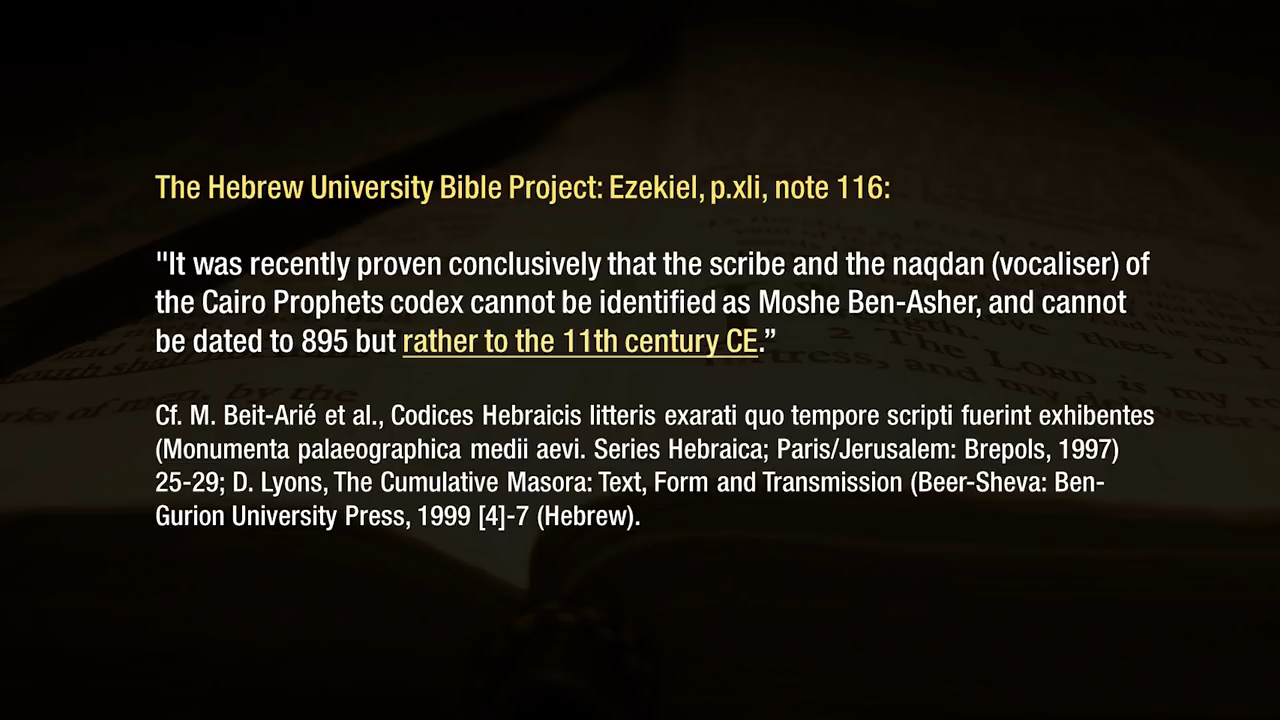 The Hebrew University Bible Project: Ezekiel, p.xli, note 116:
"It was recently proven conclusively that the scribe and the naqdan (vocaliser) of
the Cairo Prophets codex cannot be identified as Moshe Ben-Asher, and cannot
be dated to 895 but rather to the 11th century CE.”
Cf. M. Beit-Arié et al., Codices Hebraicis litteris exarati quo tempore scripti fuerint exhibentes
(Monumenta palaeographica medii aevi. Series Hebraica; Paris/Jerusalem: Brepols, 1997)
25-29; D. Lyons, The Cumulative Masora: Text, Form and Transmission (Beer-Sheva: Ben-
Gurion University Press, 1999 [4]-7 (Hebrew).